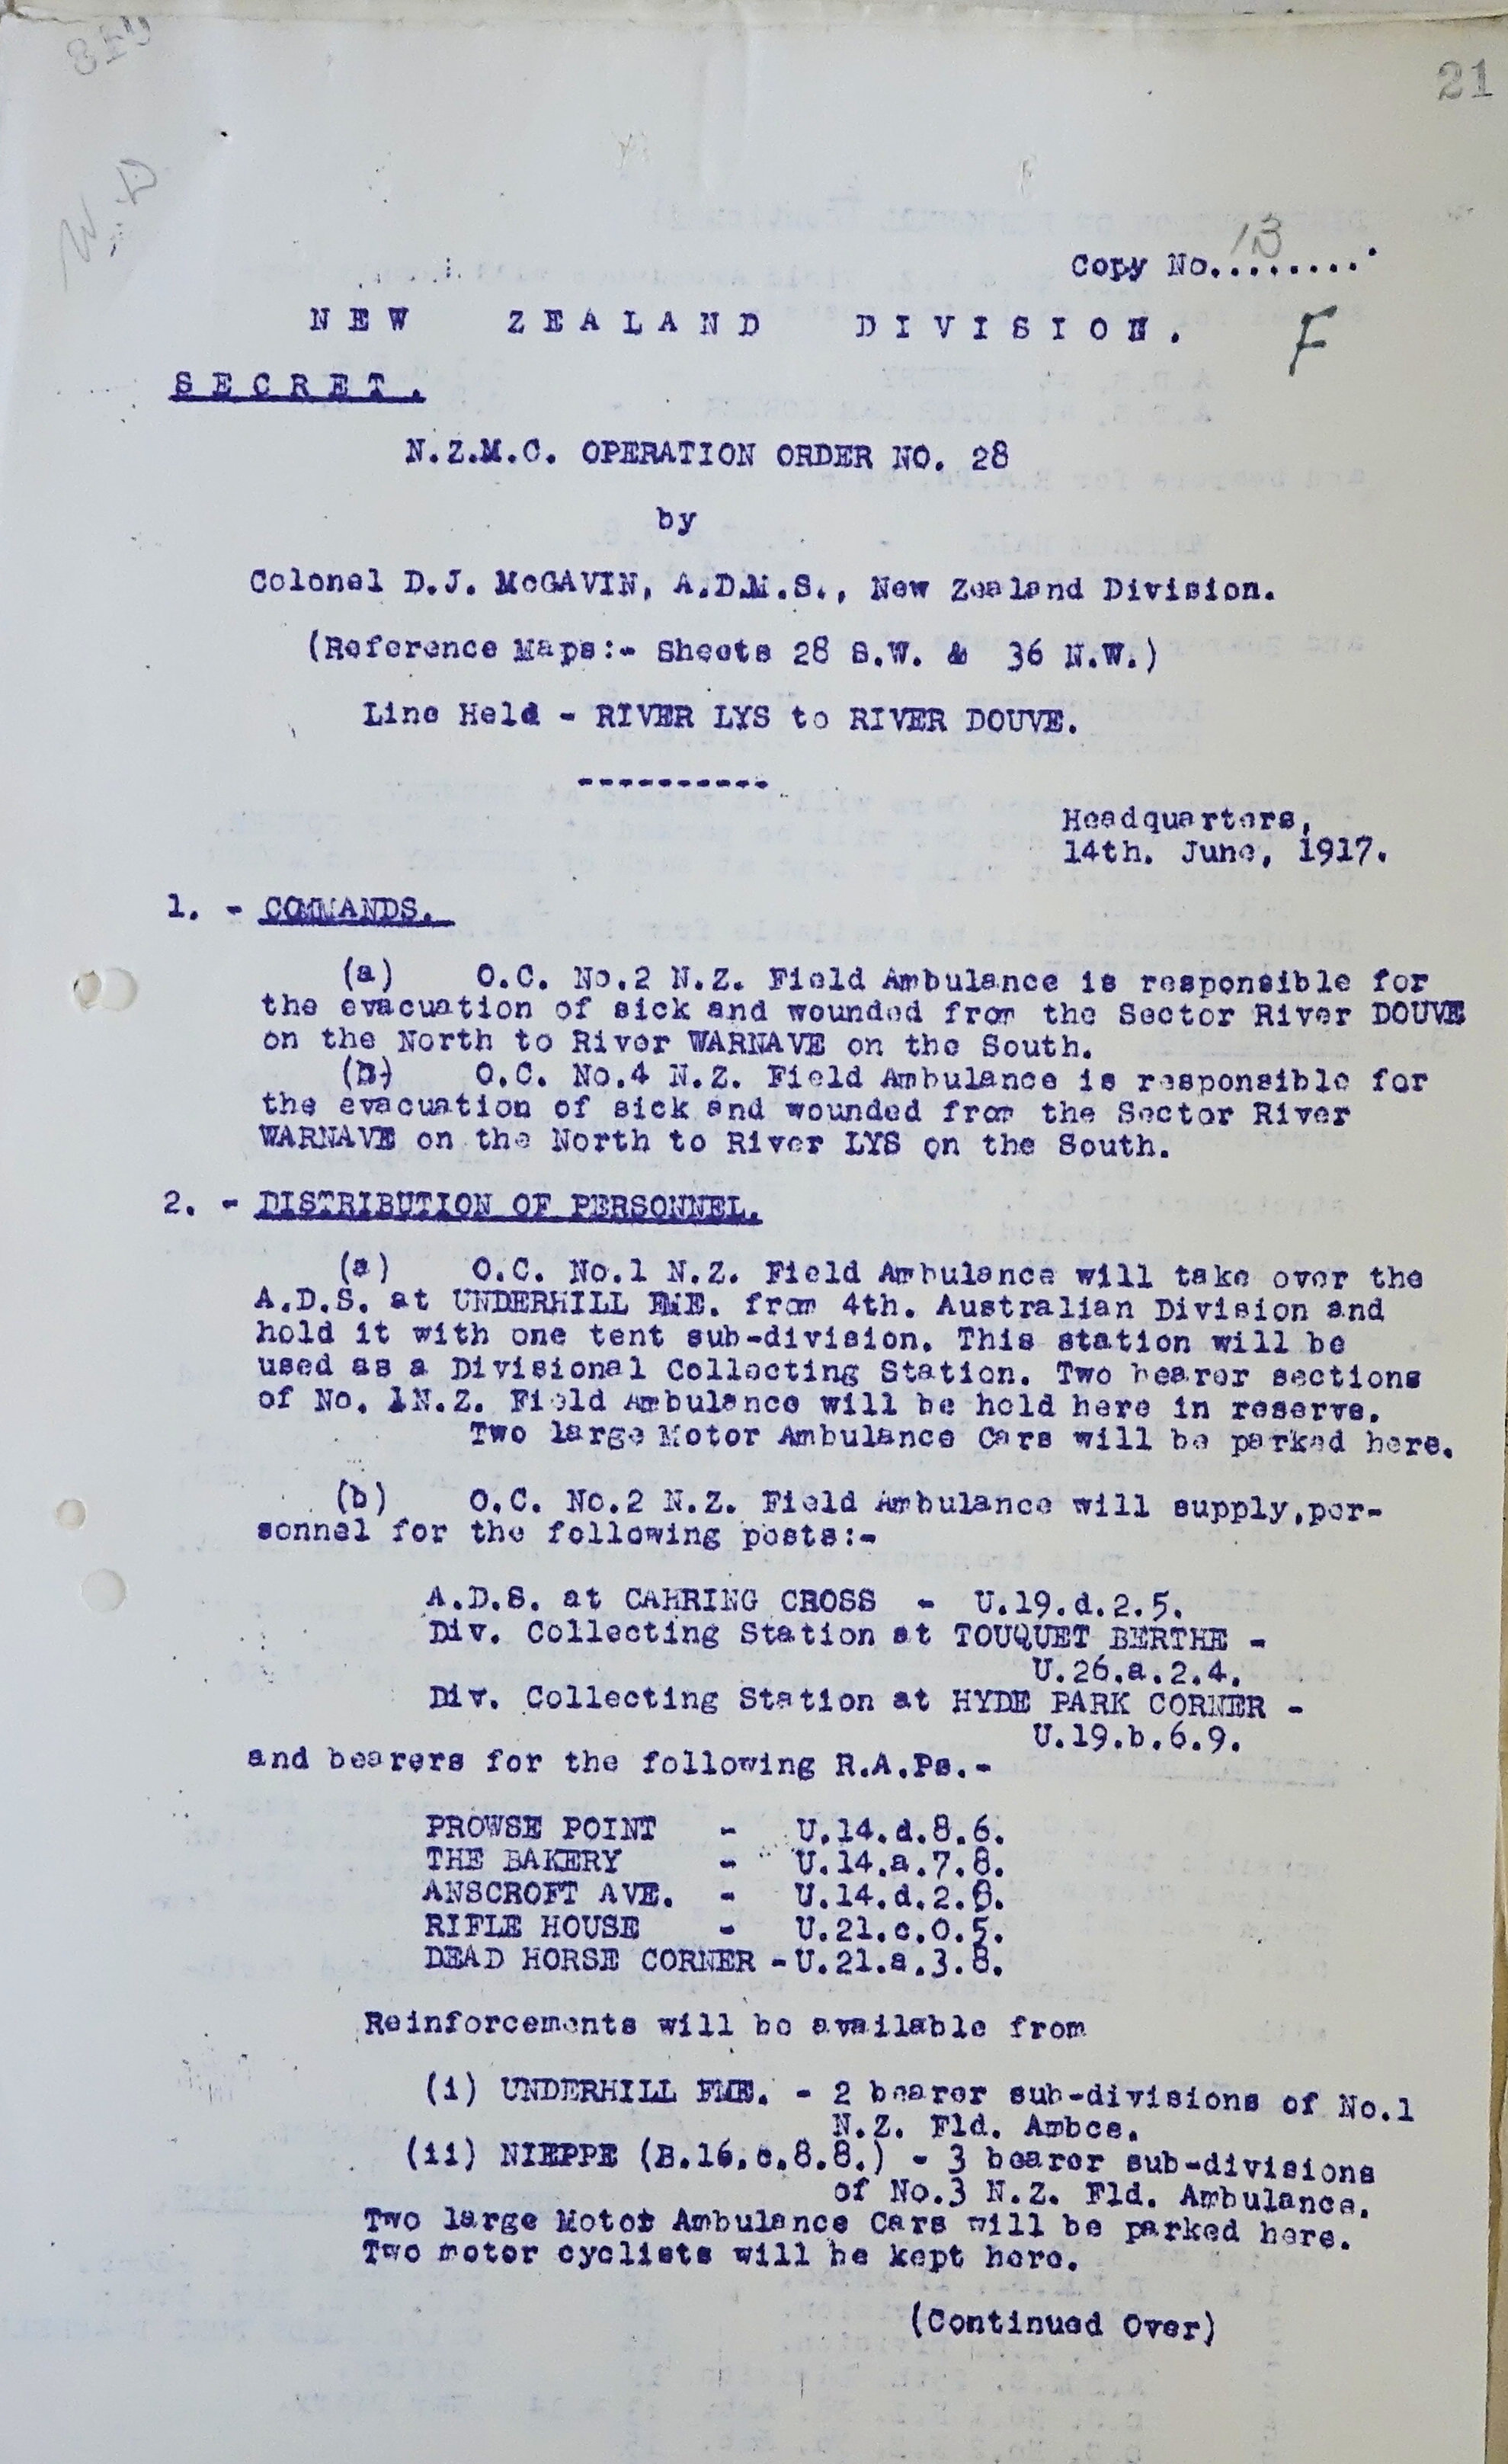 21
W.D
Copy No. 13 ........
NEW ZEALAND DIVISION.
F
SECRET.
N.Z.M.C. OPERATION ORDER NO. 28
by
Colonel D.J. McGAVIN, A.D.M.S., New Zealand Division.
(Reference Maps:- Sheets 28 S.W. & 36 N.W.)
Line Held - RIVER LYS to RIVER DOUVE.
----------
Headquarters,
14th. June, 1917.
1. - COMMANDS.
(a) O.C. No.2 N.Z. Field Ambulance is responsible for
the evacuation of sick and wounded from the Sector River DOUVE
on the North to River WARNAVE on the South.
(b) O.C. No.4 N.Z. Field Ambulance is responsible for
the evacuation of sick and wounded from the Sector River
WARNAVE on the North to River LYS on the South.
2. - DISTRIBUTION OF PERSONNEL.
(a) O.C. No.1 N.Z. Field Ambulance will take over the
A.D.S. at UNDERHILL FME. from 4th. Australian Division and
hold it with one tent sub-division. This station will be
used as a Divisional Collecting Station. Two bearer sections
of No. 1N.Z. Field Ambulance will be held here in reserve.
Two large Motor Ambulance Cars will be parked here.
(b) O.C. No.2 N.Z. Field Ambulance will supply,per-
sonnel for the following posts:-
A.D.S. at CAHRING CROSS - U.19.d.2.5.
Div. Collecting Station at TOUQUET BERTHE -
U.26.a.2.4.
Div. Collecting Station at HYDE PARK CORNER -
U.19.b.6.9.
and bearers for the following R.A.Ps.-
PROWSE POINT - U.14.d.8.6.
THE BAKERY - U.14.a.7.8.
ANSCROFT AVE. - U.14.d.2.8.
RIFLE HOUSE - U.21.c.0.5.
DEAD HORSE CORNER -U.21.a.3.8.
Reinforcements will be available from
(i) UNDERHILL FME. - 2 bearer sub-divisions of No.1
N.Z. Fld. Ambce.
(ii) NIEPPE (B.16.c.8.8.) - 3 bearer sub-divisions
of No.3 N.Z. Fld. Ambulance.
Two large Motor Ambulance Cars will be parked here.
Two motor cyclists will be kept here.
(Continued Over)